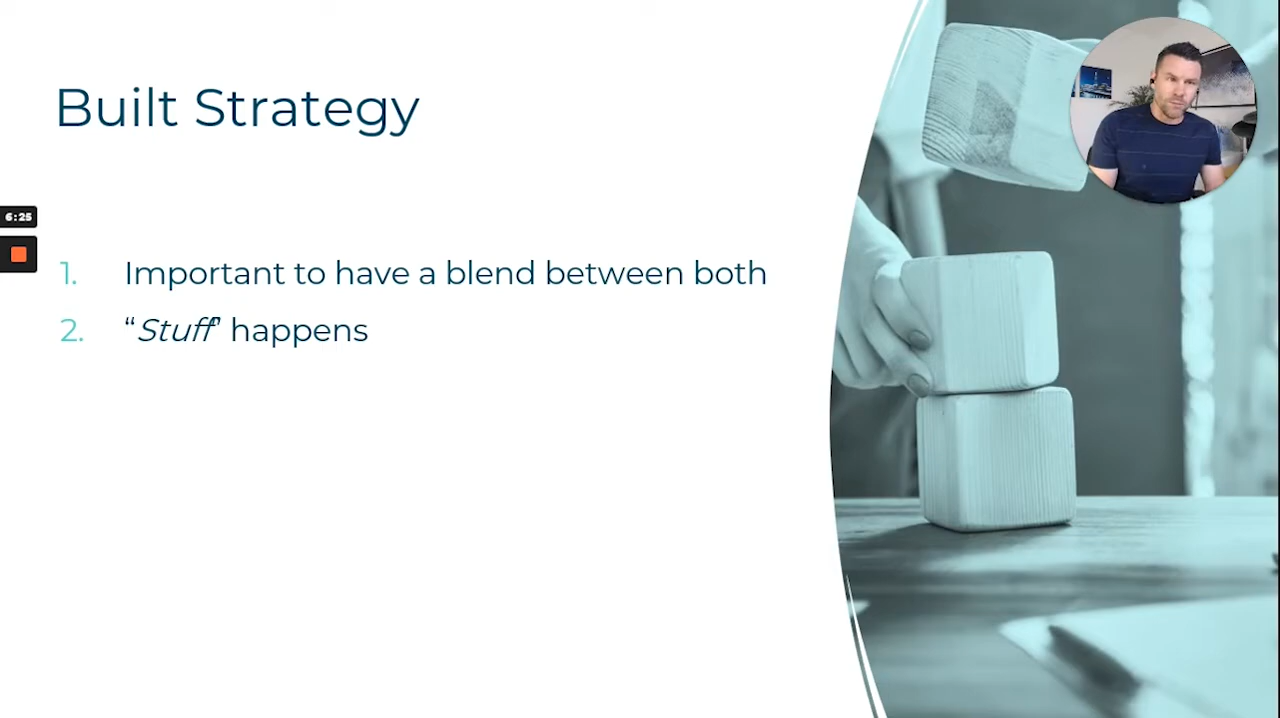 Built Strategy
6:25
1. Important to have a blend between both
2. “Stuff” happens